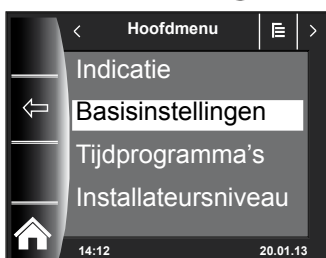 Hoofdmenu
Indicatie
Basisinstellingen
Tijdprogramma's
Installateursniveau
14:12 20.01.13